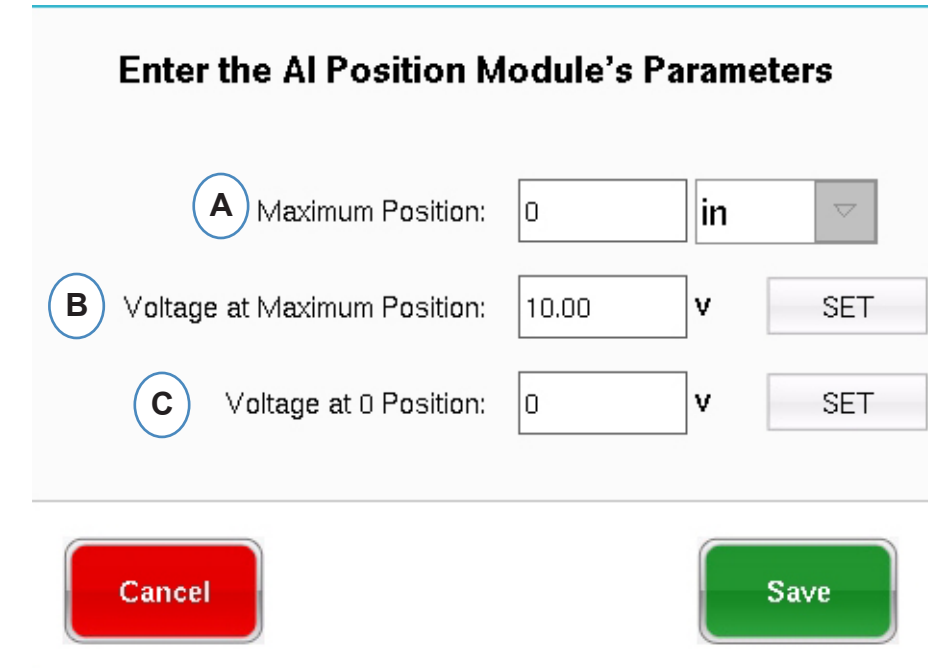 Enter the AI Position Module's Parameters
A Maximum Position: 0 in
B Voltage at Maximum Position: 10.00 V SET
C Voltage at 0 Position: 0 V SET
Cancel Save